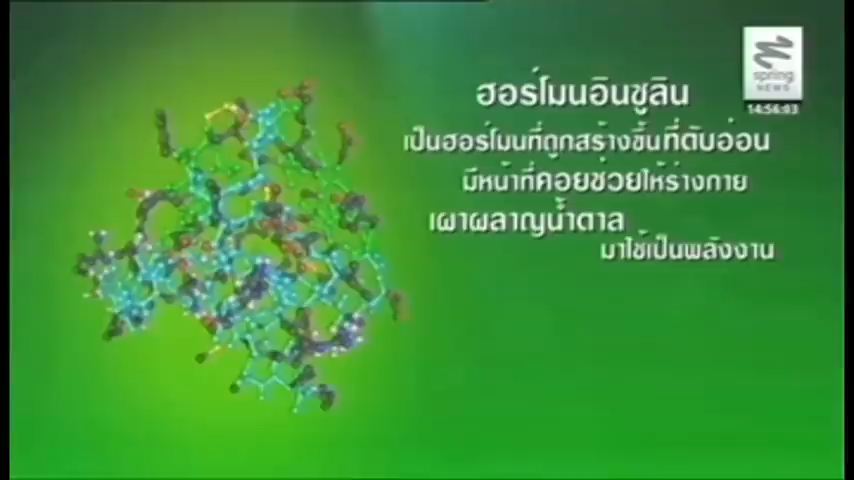 ฮอร์โมนอินซูลิน
เป็นฮอร์โมนที่ถูกสร้างขึ้นที่ตับอ่อน
มีหน้าที่คอยช่วยให้ร่างกาย
เผาผลาญน้ำตาล
มาใช้เป็นพลังงาน
spring
NEWS
14:56:03